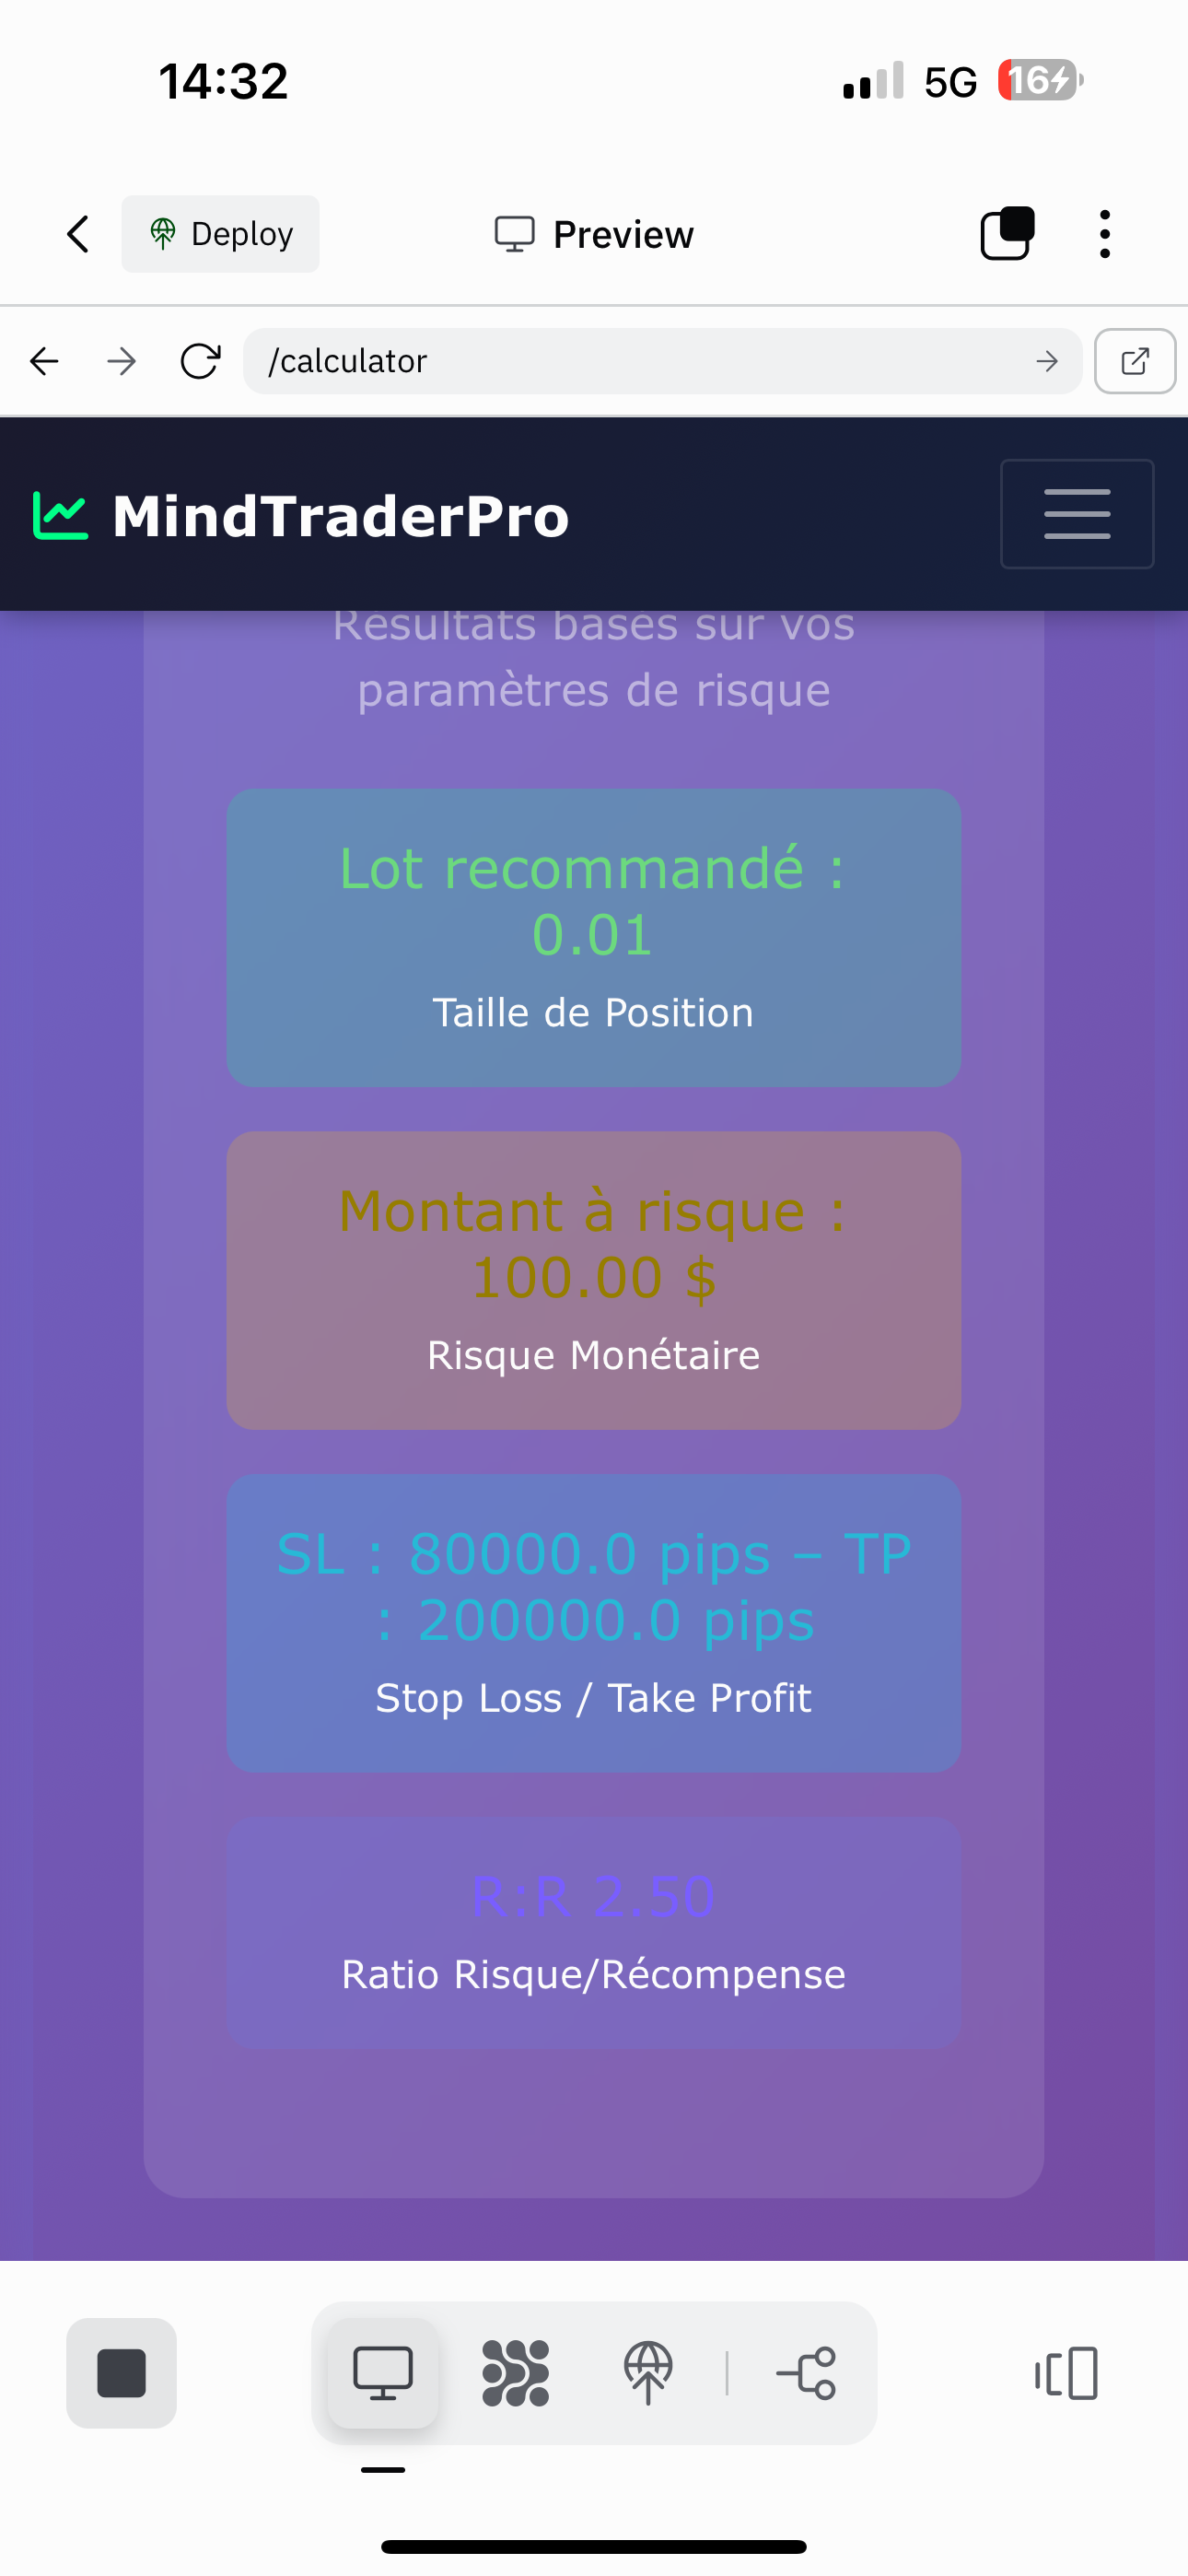 14:32
5G
16
Deploy
Preview
/calculator
MindTraderPro
Résultats basés sur vos
paramètres de risque
Lot recommandé :
0.01
Taille de Position
Montant à risque :
100.00 $
Risque Monétaire
SL : 80000.0 pips – TP
: 200000.0 pips
Stop Loss / Take Profit
R:R 2.50
Ratio Risque/Récompense